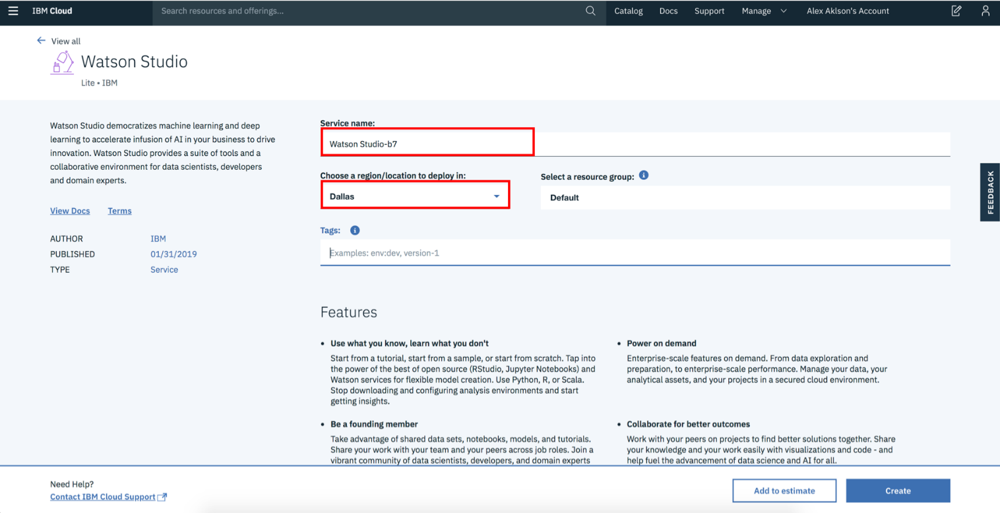 IBM Cloud
Search resources and offerings...
Catalog
Docs
Support
Manage
Alex Aklson's Account
View all
Watson Studio
Lite • IBM
Watson Studio democratizes machine learning and deep
learning to accelerate infusion of AI in your business to drive
innovation. Watson Studio provides a suite of tools and a
collaborative environment for data scientists, developers
and domain experts.
View Docs
Terms
AUTHOR IBM
PUBLISHED 01/31/2019
TYPE Service
Service name:
Watson Studio-b7
Choose a region/location to deploy in:
Dallas
Select a resource group:
Default
Tags:
Examples: env:dev, version-1
Features
• Use what you know, learn what you don't
Start from a tutorial, start from a sample, or start from scratch. Tap into
the power of the best of open source (RStudio, Jupyter Notebooks) and
Watson services for flexible model creation. Use Python, R, or Scala.
Stop downloading and configuring analysis environments and start
getting insights.
• Power on demand
Enterprise-scale features on demand. From data exploration and
preparation, to enterprise-scale performance. Manage your data, your
analytical assets, and your projects in a secured cloud environment.
• Be a founding member
Take advantage of shared data sets, notebooks, models, and tutorials.
Share your work with your team and your peers across job roles. Join a
vibrant community of data scientists, developers, and domain experts
• Collaborate for better outcomes
Work with your peers on projects to find better solutions together. Share
your knowledge and your work easily with visualizations and code - and
help fuel the advancement of data science and AI for all.
FEEDBACK
Need Help?
Contact IBM Cloud Support
Add to estimate
Create